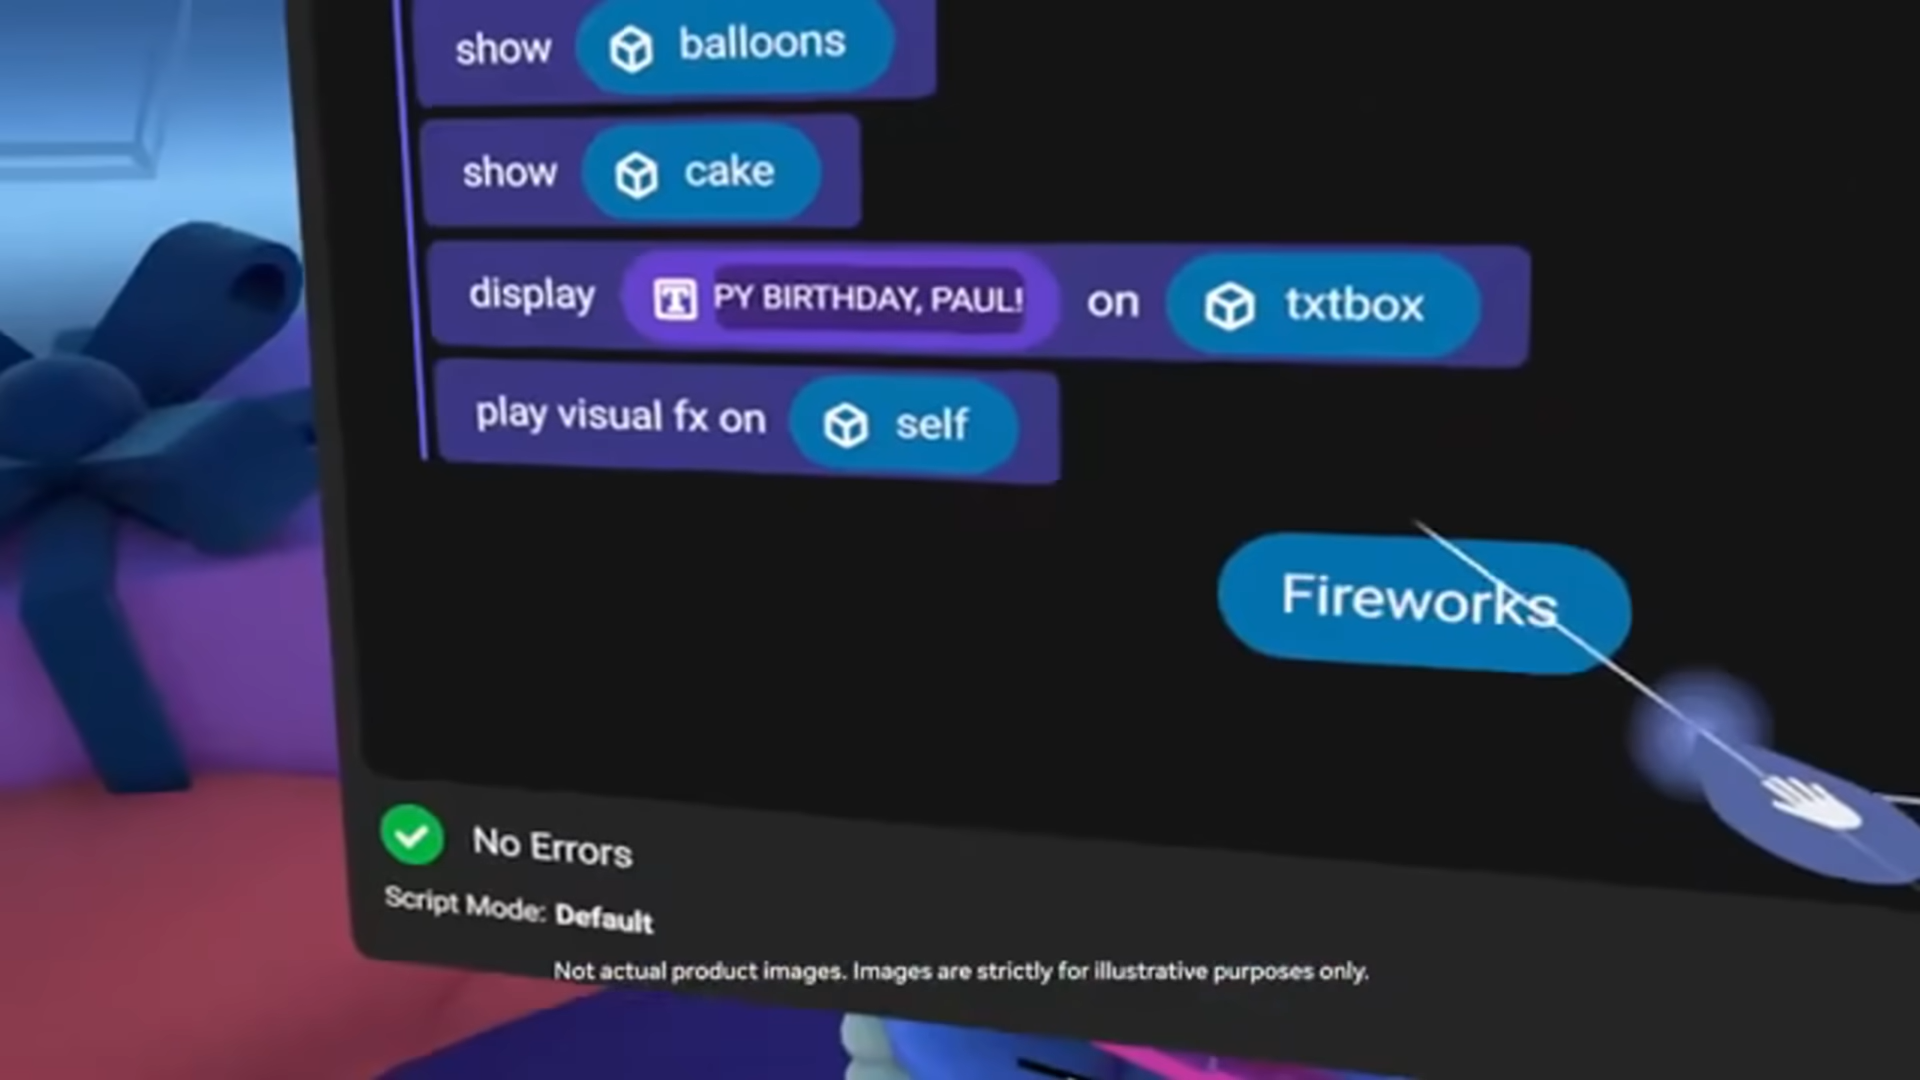 show balloons
show cake
display PY BIRTHDAY, PAUL! on txtbox
play visual fx on self
Fireworks
No Errors
Script Mode: Default
Not actual product images. Images are strictly for illustrative purposes only.